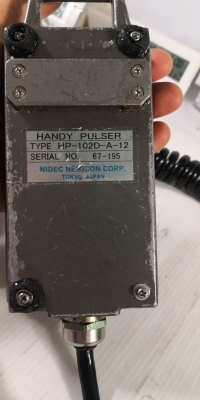 HANDY PULSER
TYPE HP-102D-A-12
SERIAL NO. 67-195
NIDEC NEMICON CORP.
TOKYO JAPAN